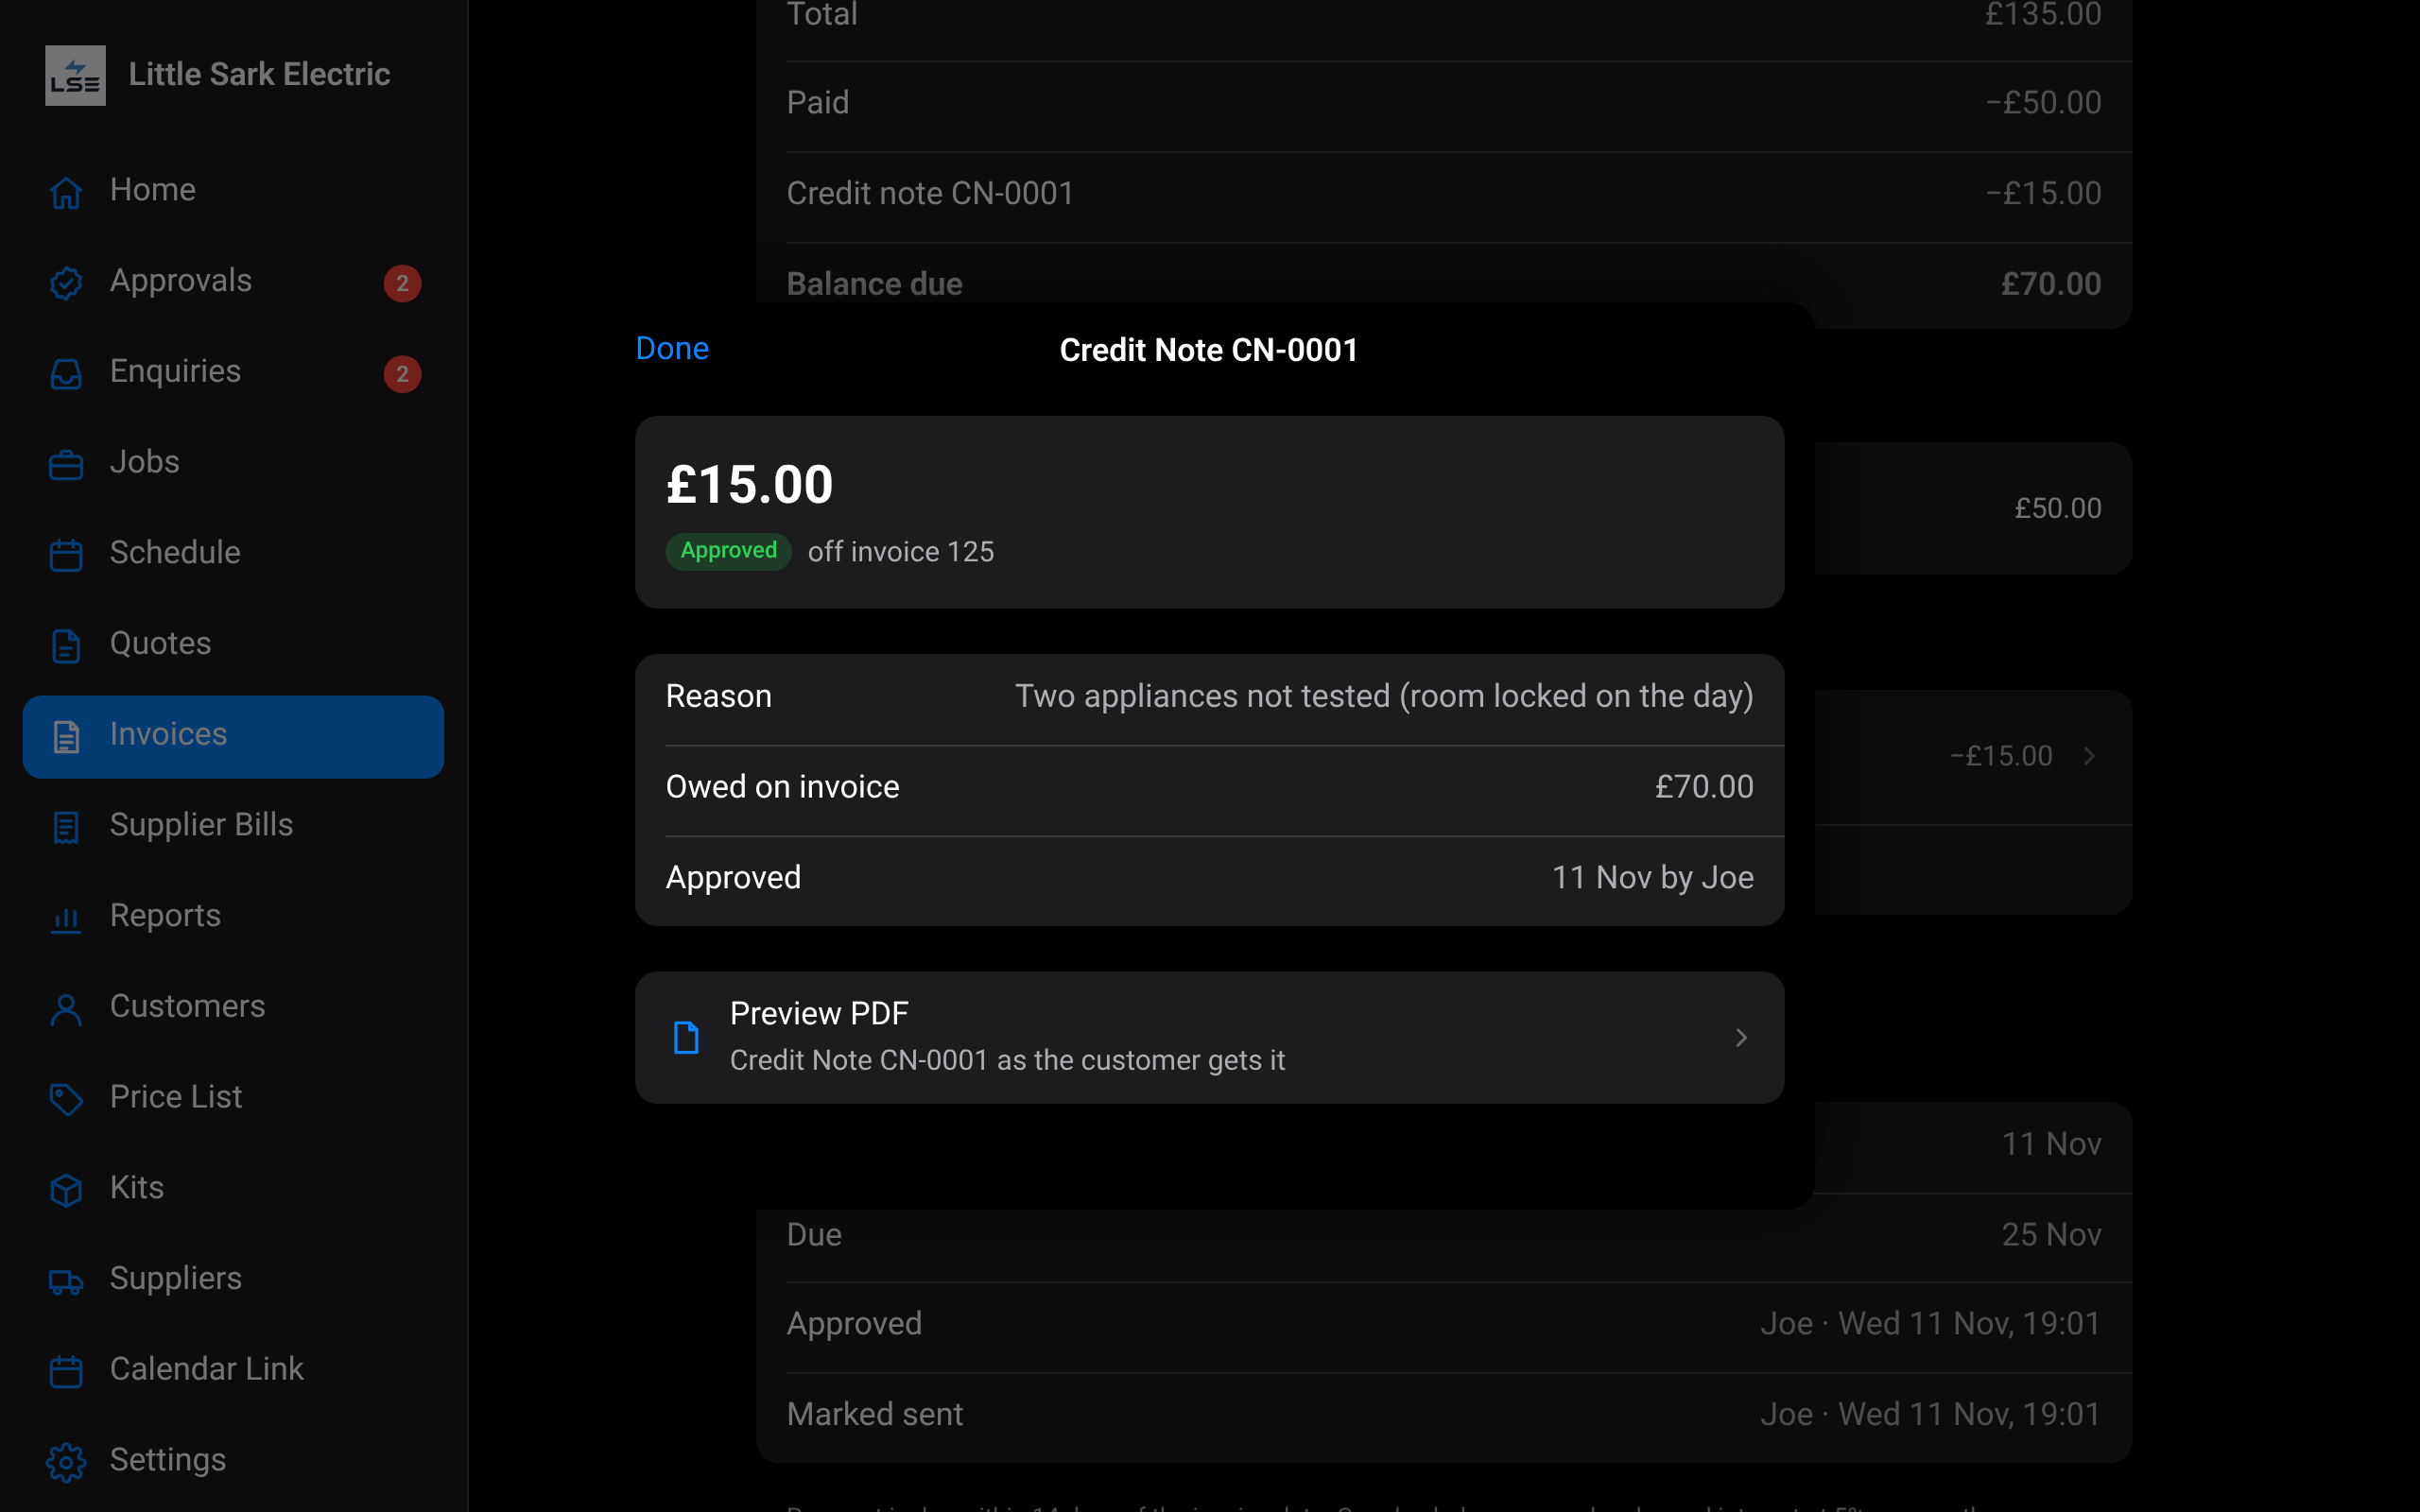 LSE
Little Sark Electric
Home
Approvals 2
Enquiries 2
Jobs
Schedule
Quotes
Invoices
Supplier Bills
Reports
Customers
Price List
Kits
Suppliers
Calendar Link
Settings
Total £135.00
Paid −£50.00
Credit note CN-0001 −£15.00
Balance due £70.00
Done Credit Note CN-0001
£15.00
Approved off invoice 125
£50.00
Reason Two appliances not tested (room locked on the day)
−£15.00
Owed on invoice £70.00
Approved 11 Nov by Joe
Preview PDF
Credit Note CN-0001 as the customer gets it
11 Nov
Due 25 Nov
Approved Joe · Wed 11 Nov, 19:01
Marked sent Joe · Wed 11 Nov, 19:01